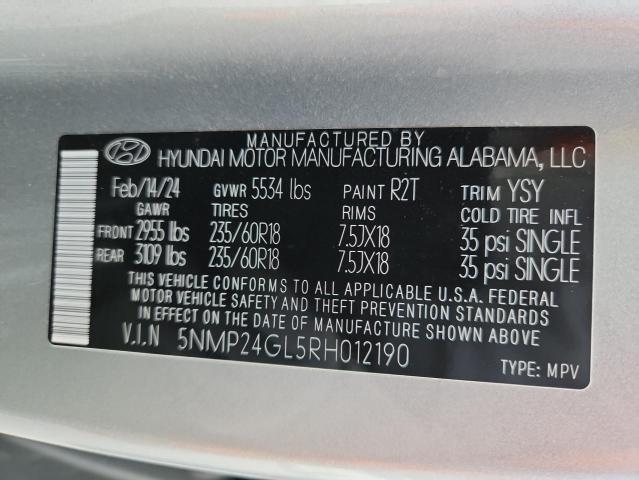 MANUFACTURED BY
HYUNDAI MOTOR MANUFACTURING ALABAMA, LLC
Feb/14/24 GVWR 5534 lbs PAINT R2T TRIM YSY
GAWR TIRES RIMS COLD TIRE INFL
FRONT 2955 lbs 235/60R18 7.5JX18 35 psi SINGLE
REAR 3109 lbs 235/60R18 7.5JX18 35 psi SINGLE
THIS VEHICLE CONFORMS TO ALL APPLICABLE U.S.A. FEDERAL
MOTOR VEHICLE SAFETY AND THEFT PREVENTION STANDARDS
IN EFFECT ON THE DATE OF MANUFACTURE SHOWN ABOVE.
V.I.N 5NMP24GL5RH012190 TYPE: MPV